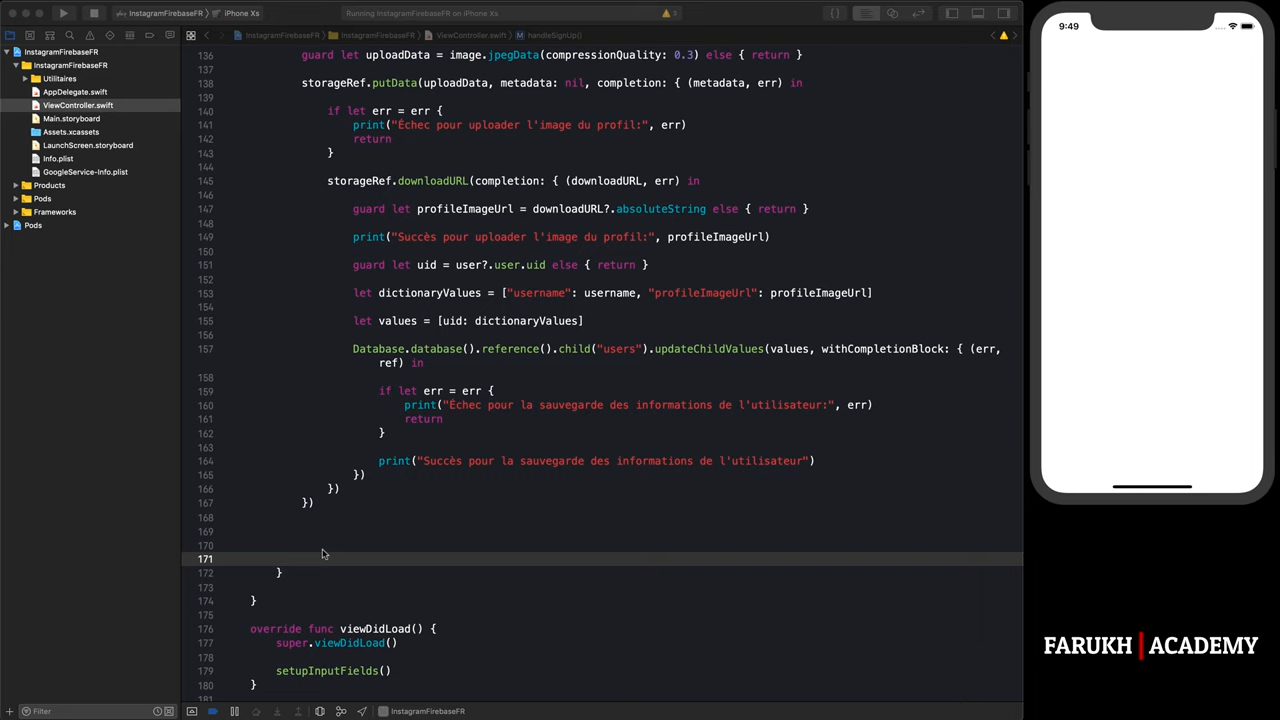 InstagramFirebaseFR
iPhone Xs
Running InstagramFirebaseFR on iPhone Xs
InstagramFirebaseFR
InstagramFirebaseFR
InstagramFirebaseFR
ViewController.swift
handleSignUp()
InstagramFirebaseFR
Utilitaires
AppDelegate.swift
ViewController.swift
Main.storyboard
Assets.xcassets
LaunchScreen.storyboard
Info.plist
GoogleService-Info.plist
Products
Pods
Frameworks
Pods
136 guard let uploadData = image.jpegData(compressionQuality: 0.3) else { return }
137
138 storageRef.putData(uploadData, metadata: nil, completion: { (metadata, err) in
139
140 if let err = err {
141 print("Échec pour uploader l'image du profil:", err)
142 return
143 }
144
145 storageRef.downloadURL(completion: { (downloadURL, err) in
146
147 guard let profileImageUrl = downloadURL?.absoluteString else { return }
148
149 print("Succès pour uploader l'image du profil:", profileImageUrl)
150
151 guard let uid = user?.user.uid else { return }
152
153 let dictionaryValues = ["username": username, "profileImageUrl": profileImageUrl]
154
155 let values = [uid: dictionaryValues]
156
157 Database.database().reference().child("users").updateChildValues(values, withCompletionBlock: { (err,
ref) in
158
159 if let err = err {
160 print("Échec pour la sauvegarde des informations de l'utilisateur:", err)
161 return
162 }
163
164 print("Succès pour la sauvegarde des informations de l'utilisateur")
165 })
166 })
167 })
168
169
170
171
172 }
173
174 }
175
176 override func viewDidLoad() {
177 super.viewDidLoad()
178
179 setupInputFields()
180 }
181
Filter
InstagramFirebaseFR
9:49
FARUKH | ACADEMY